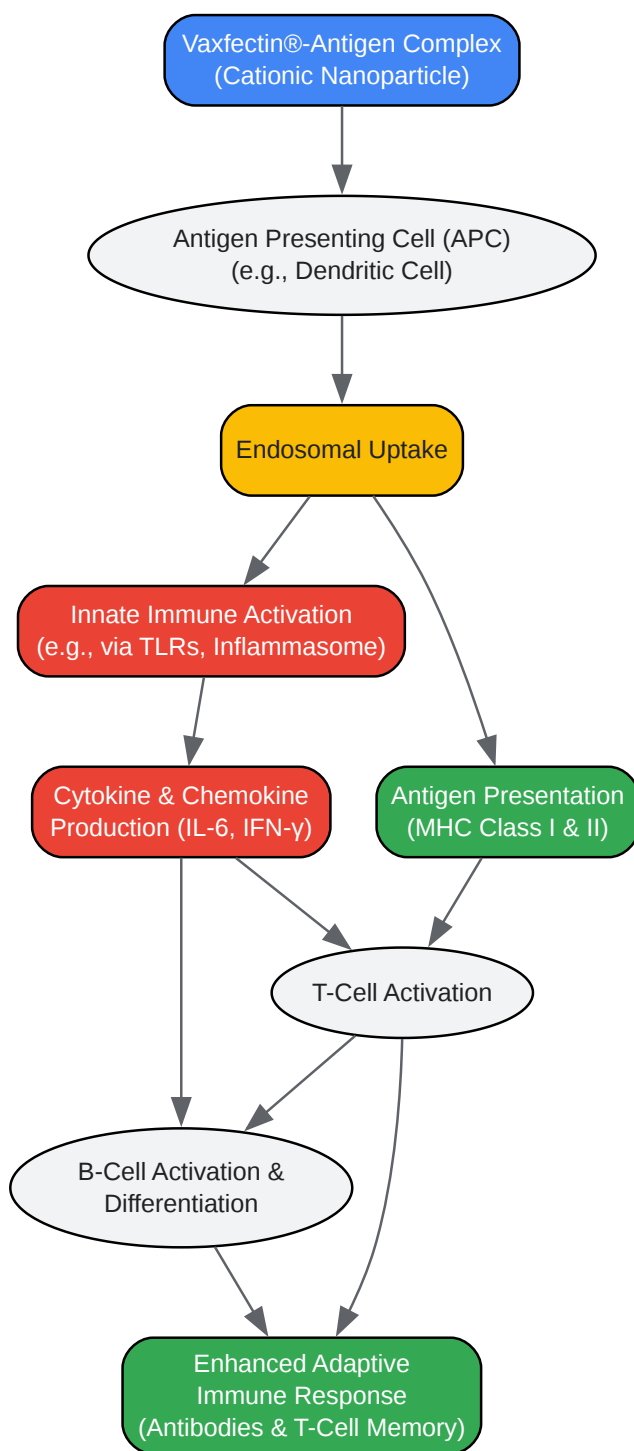 Vaxfectin®-Antigen Complex
(Cationic Nanoparticle)
Antigen Presenting Cell (APC)
(e.g., Dendritic Cell)
Endosomal Uptake
Innate Immune Activation
(e.g., via TLRs, Inflammasome)
Cytokine & Chemokine
Production (IL-6, IFN-γ)
Antigen Presentation
(MHC Class I & II)
T-Cell Activation
B-Cell Activation &
Differentiation
Enhanced Adaptive
Immune Response
(Antibodies & T-Cell Memory)